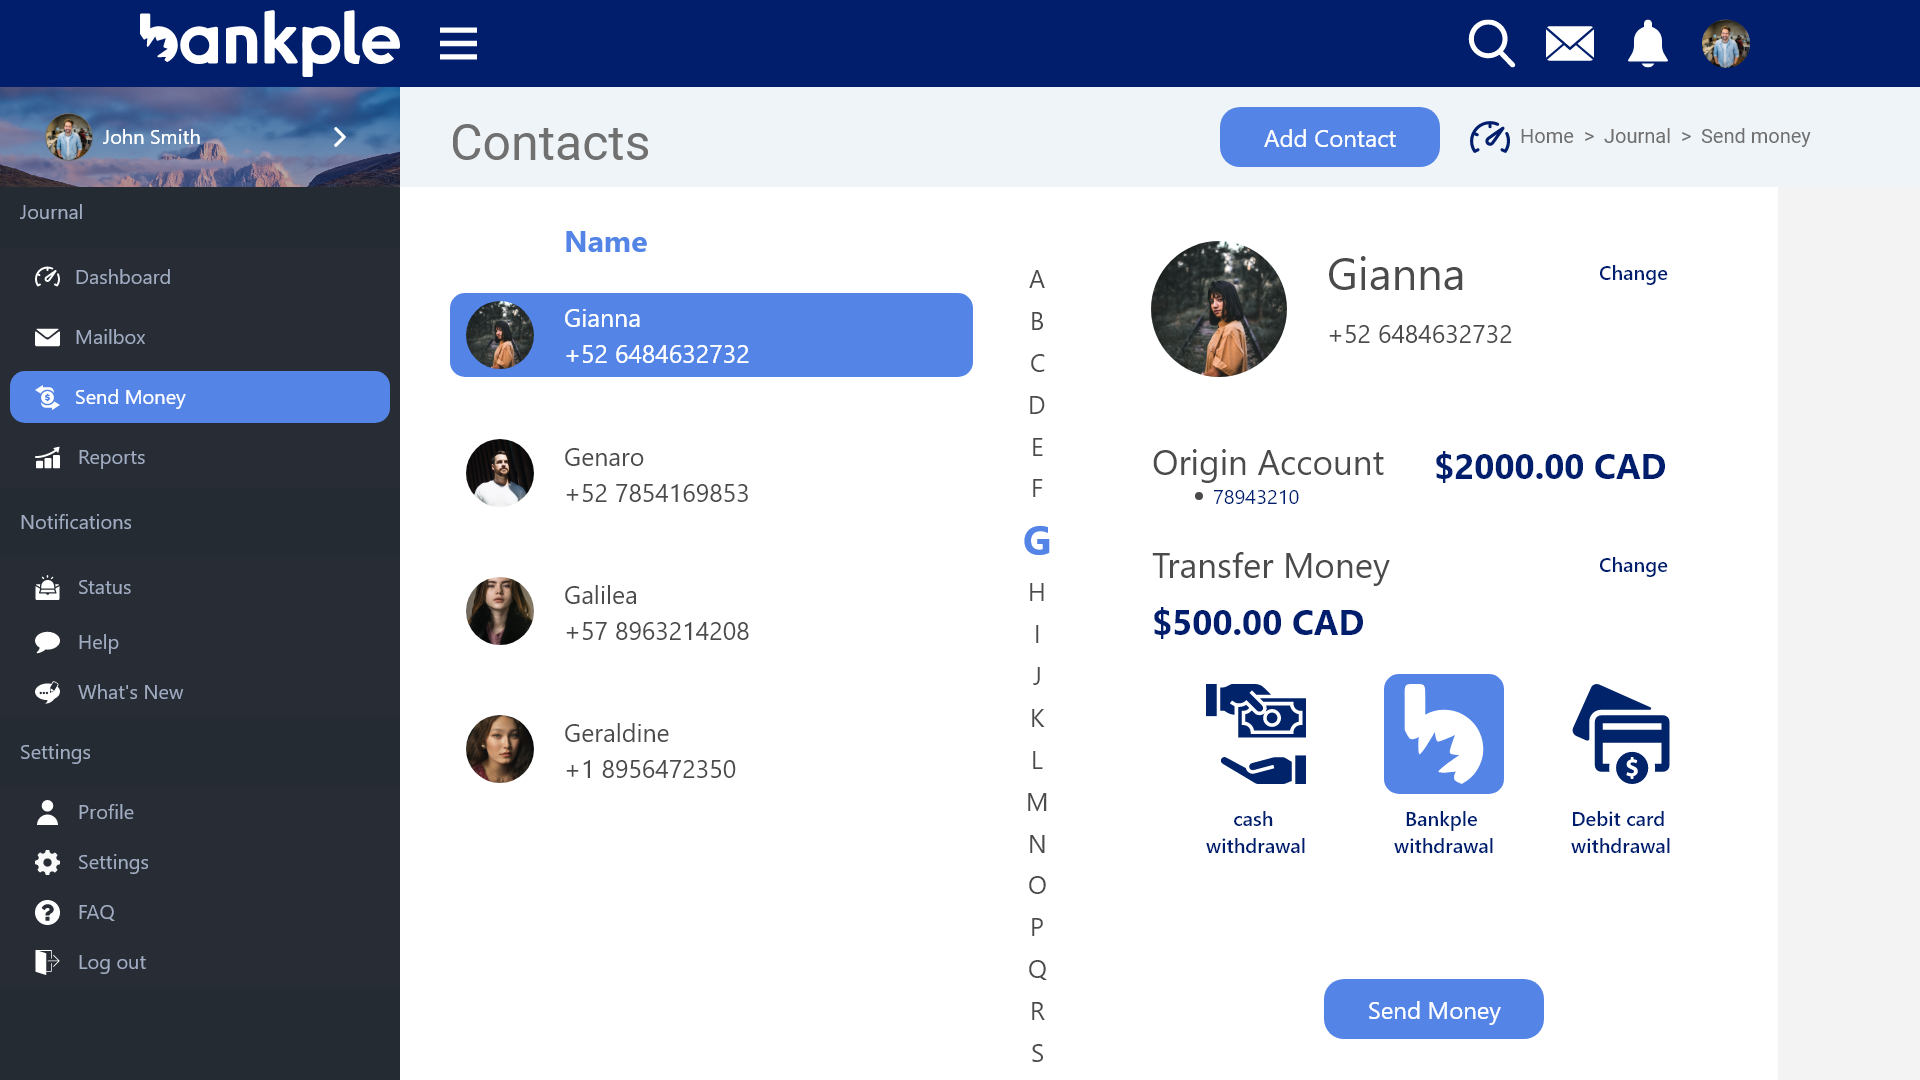 bankple
John Smith
Contacts
Add Contact
Home > Journal > Send money
Journal
Dashboard
Mailbox
Send Money
Reports
Notifications
Status
Help
What's New
Settings
Profile
Settings
FAQ
Log out
Name
Gianna
+52 6484632732
Genaro
+52 7854169853
Galilea
+57 8963214208
Geraldine
+1 8956472350
A
B
C
D
E
F
G
H
I
J
K
L
M
N
O
P
Q
R
S
Gianna
Change
+52 6484632732
Origin Account
$2000.00 CAD
• 78943210
Transfer Money
Change
$500.00 CAD
cash
withdrawal
Bankple
withdrawal
Debit card
withdrawal
Send Money